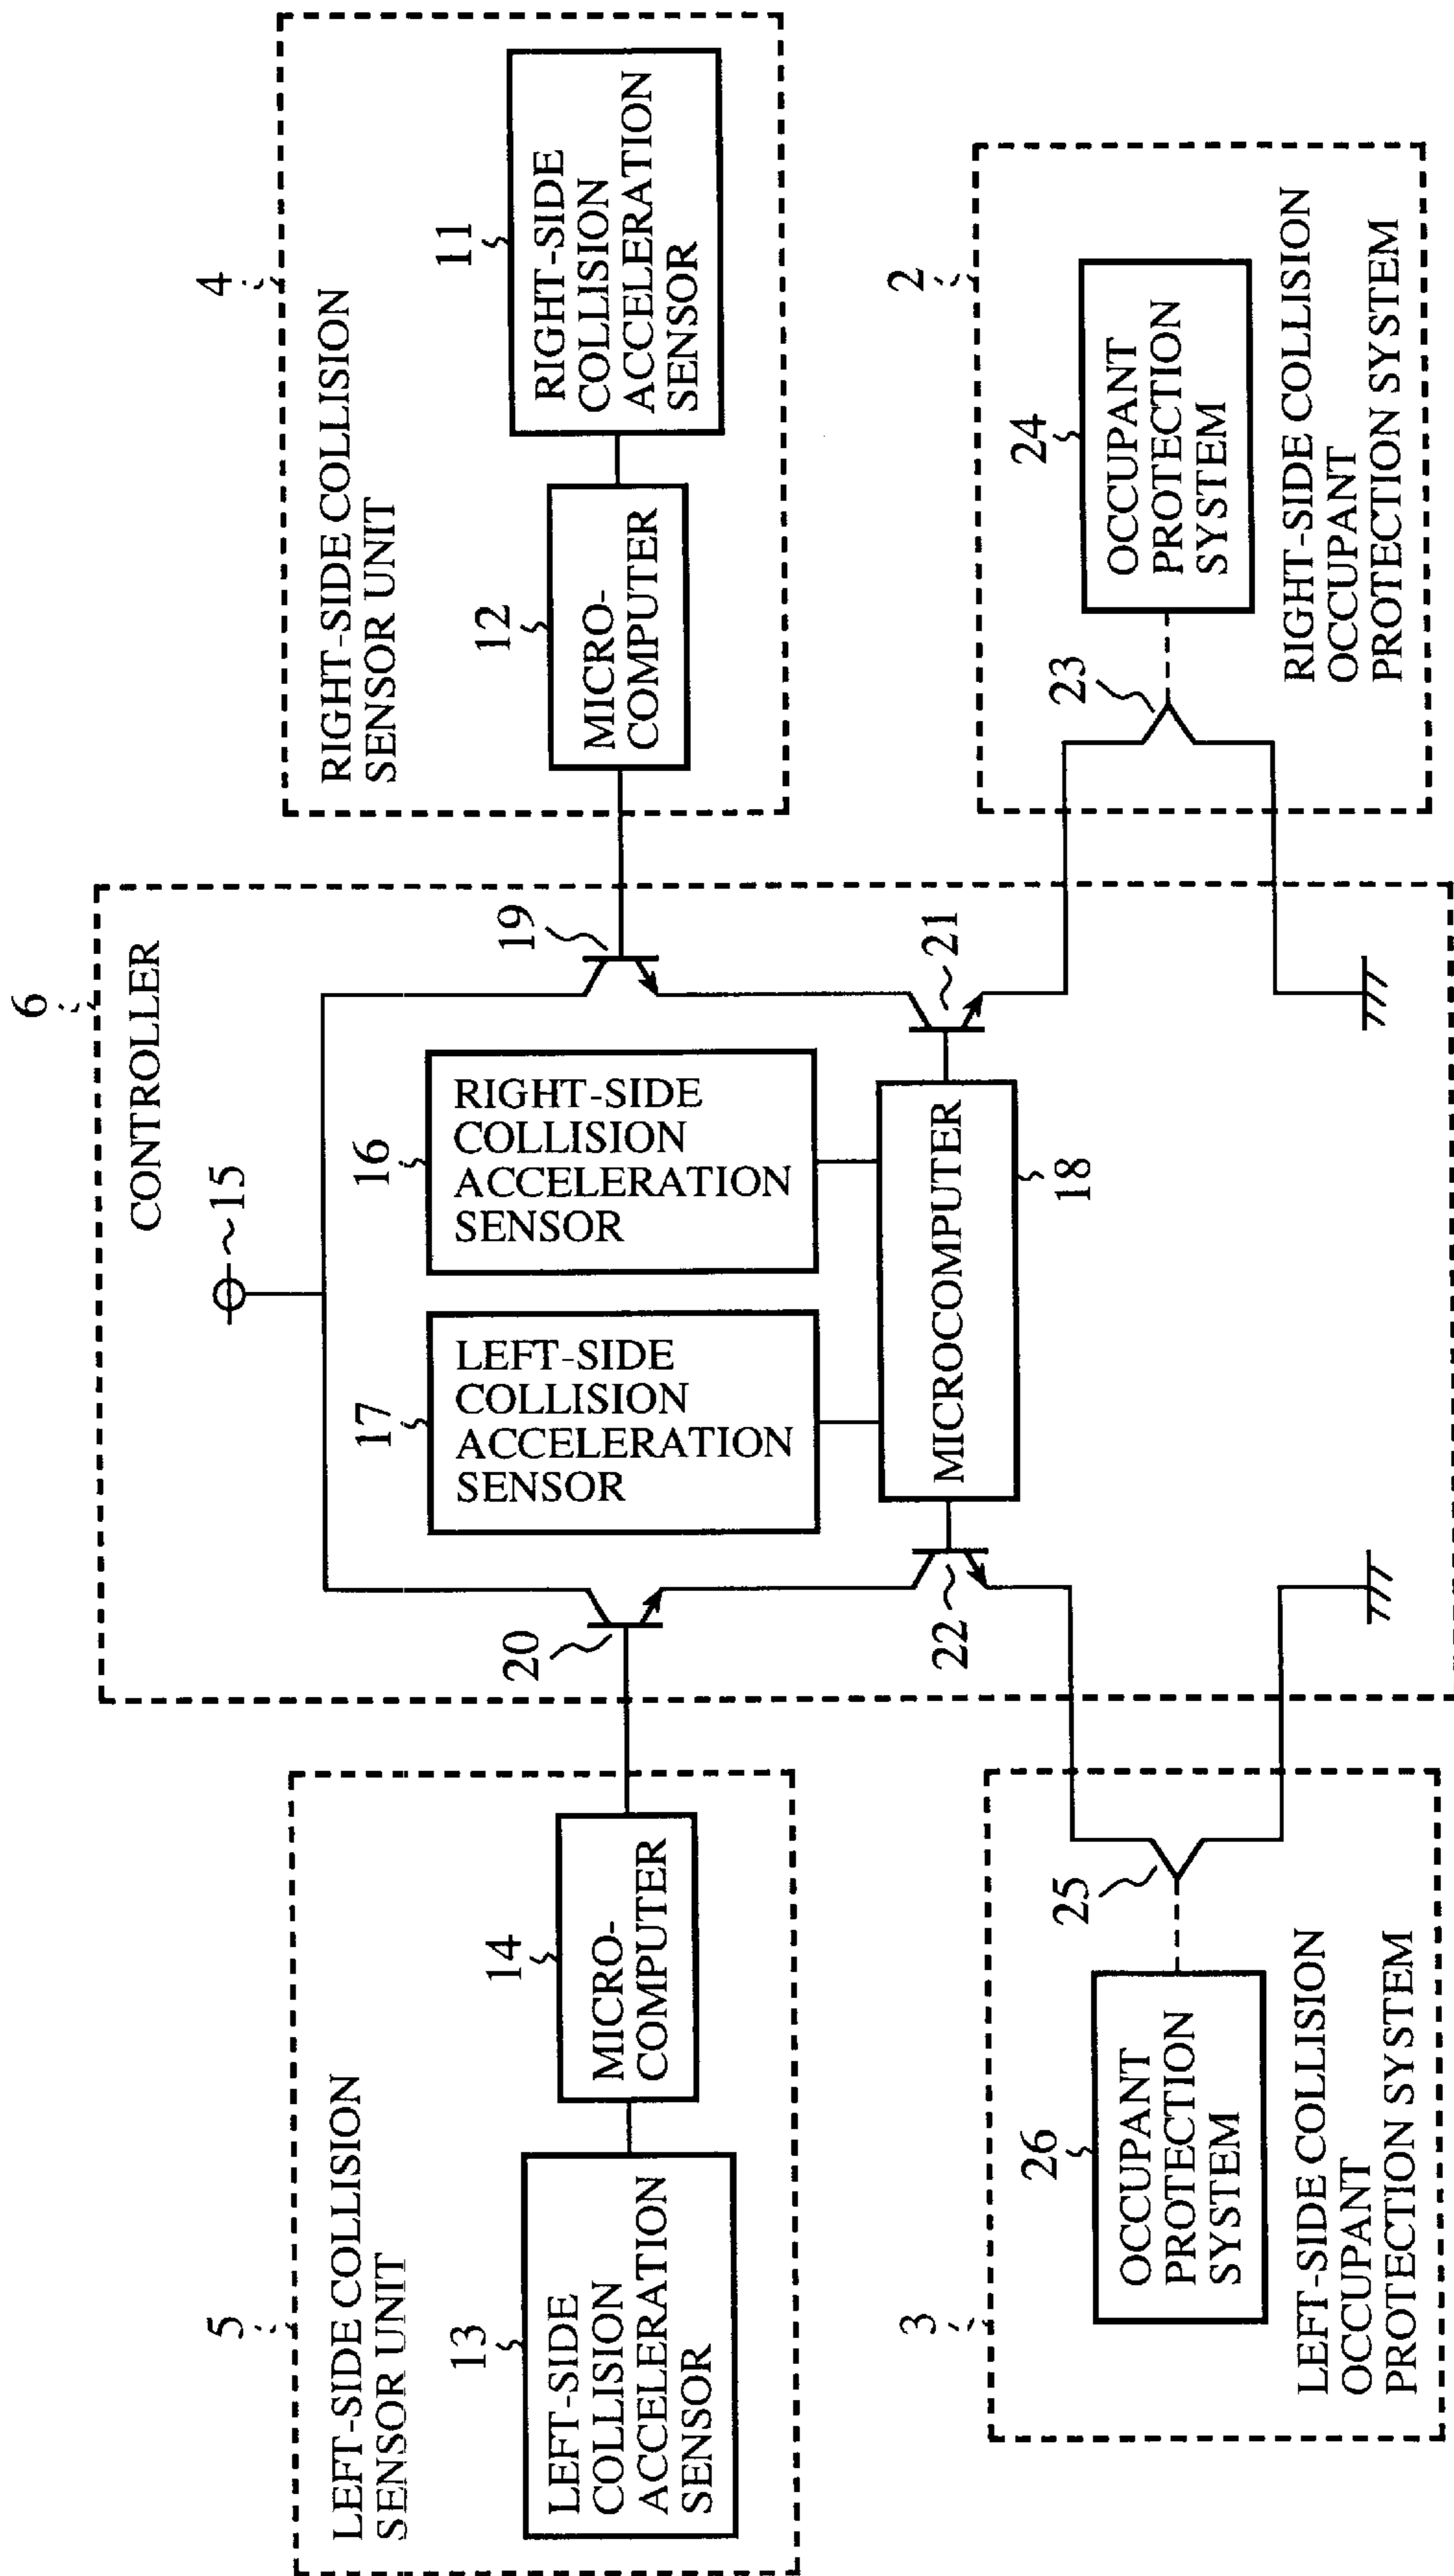 6
CONTROLLER
15
5
LEFT-SIDE COLLISION
SENSOR UNIT
13
LEFT-SIDE
COLLISION
ACCELERATION
SENSOR
14
MICRO-
COMPUTER
20
17
LEFT-SIDE
COLLISION
ACCELERATION
SENSOR
16
RIGHT-SIDE
COLLISION
ACCELERATION
SENSOR
19
4
RIGHT-SIDE COLLISION
SENSOR UNIT
12
MICRO-
COMPUTER
11
RIGHT-SIDE
COLLISION
ACCELERATION
SENSOR
22
MICROCOMPUTER
18
21
3
26
OCCUPANT
PROTECTION
SYSTEM
25
LEFT-SIDE COLLISION
OCCUPANT
PROTECTION SYSTEM
2
23
24
OCCUPANT
PROTECTION
SYSTEM
RIGHT-SIDE COLLISION
OCCUPANT
PROTECTION SYSTEM